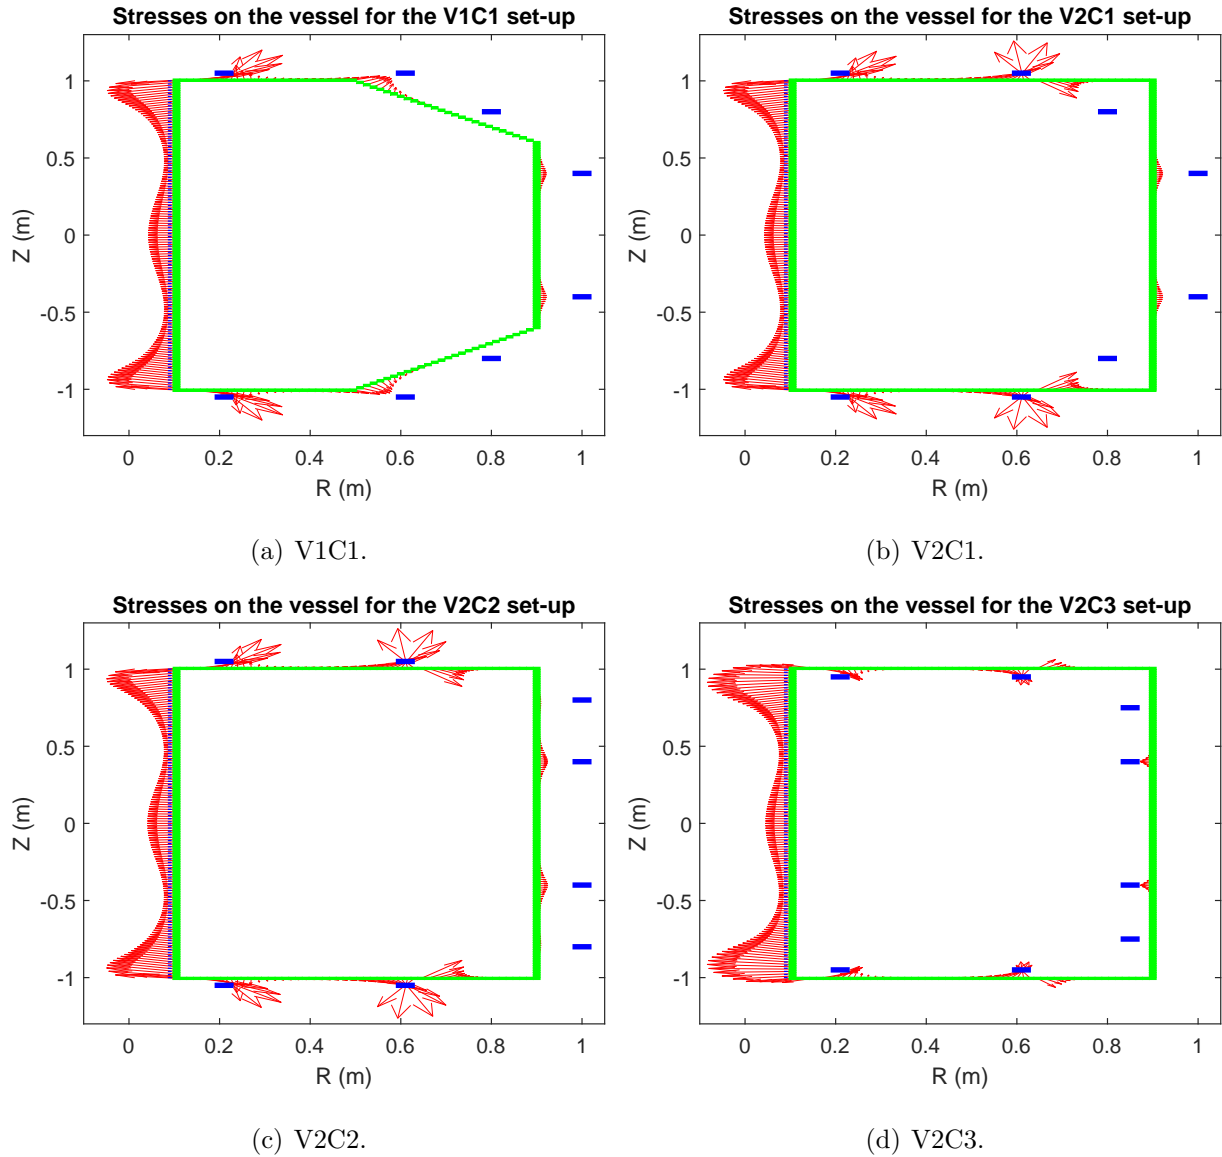 Stresses on the vessel for the V1C1 set-up
1
0.5
0
-0.5
-1
Z (m)
0 0.2 0.4 0.6 0.8 1
R (m)
(a) V1C1.
Stresses on the vessel for the V2C1 set-up
1
0.5
0
-0.5
-1
Z (m)
0 0.2 0.4 0.6 0.8 1
R (m)
(b) V2C1.
Stresses on the vessel for the V2C2 set-up
1
0.5
0
-0.5
-1
Z (m)
0 0.2 0.4 0.6 0.8 1
R (m)
(c) V2C2.
Stresses on the vessel for the V2C3 set-up
1
0.5
0
-0.5
-1
Z (m)
0 0.2 0.4 0.6 0.8 1
R (m)
(d) V2C3.